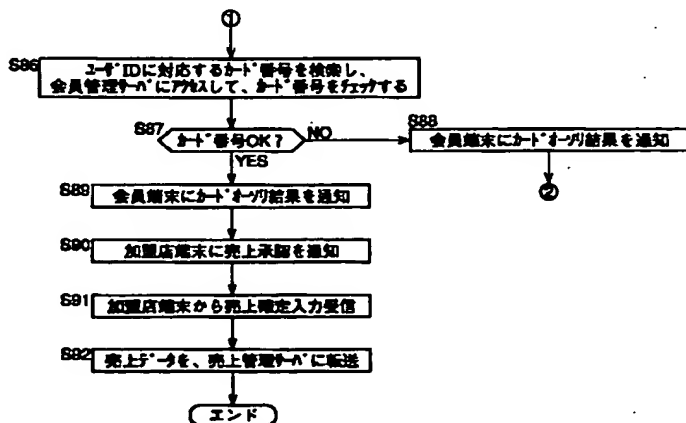 ①
S86
ユーザIDに対応するカード番号を検索し、
会員管理サーバにアクセスして、カード番号をチェックする
S87
カード番号OK?
NO
S88
会員端末にカードオーソリ結果を通知
YES
②
S89
会員端末にカードオーソリ結果を通知
S90
加盟店端末に売上承認を通知
S91
加盟店端末から売上確定入力受信
S92
売上データを、売上管理サーバに転送
エンド